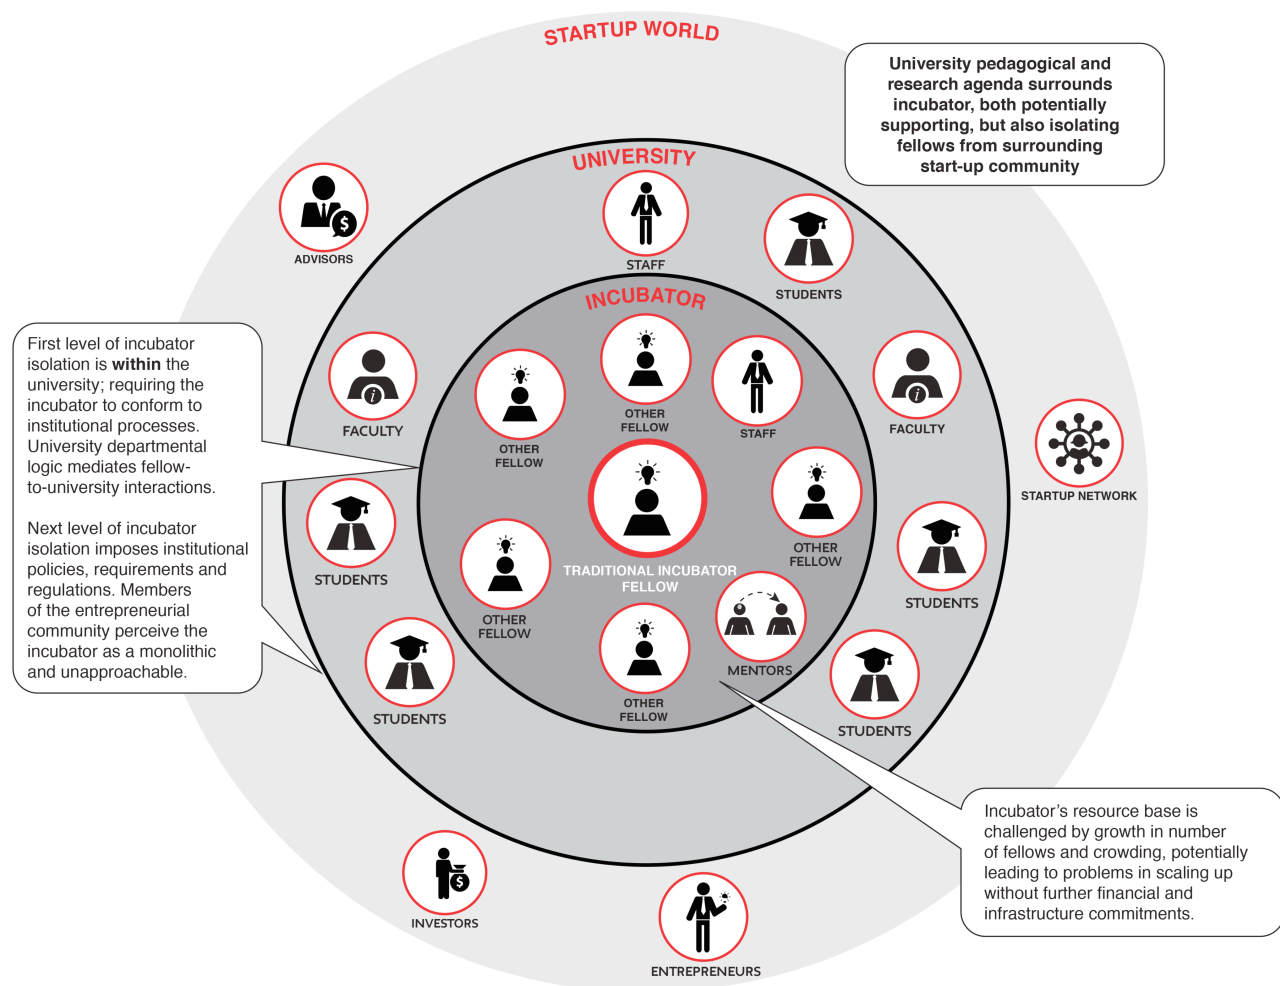 STARTUP WORLD
University pedagogical and
research agenda surrounds
incubator, both potentially
supporting, but also isolating
fellows from surrounding
start-up community
UNIVERSITY
ADVISORS
STAFF
STUDENTS
INCUBATOR
First level of incubator
isolation is within the
university; requiring the
incubator to conform to
institutional processes.
University departmental
logic mediates fellow-
to-university interactions.
Next level of incubator
isolation imposes institutional
policies, requirements and
regulations. Members
of the entrepreneurial
community perceive the
incubator as a monolithic
and unapproachable.
FACULTY
OTHER
FELLOW
OTHER
FELLOW
STAFF
FACULTY
STARTUP NETWORK
STUDENTS
TRADITIONAL INCUBATOR
FELLOW
OTHER
FELLOW
STUDENTS
OTHER
FELLOW
MENTORS
STUDENTS
OTHER
FELLOW
STUDENTS
Incubator's resource base is
challenged by growth in number
of fellows and crowding, potentially
leading to problems in scaling up
without further financial and
infrastructure commitments.
INVESTORS
ENTREPRENEURS